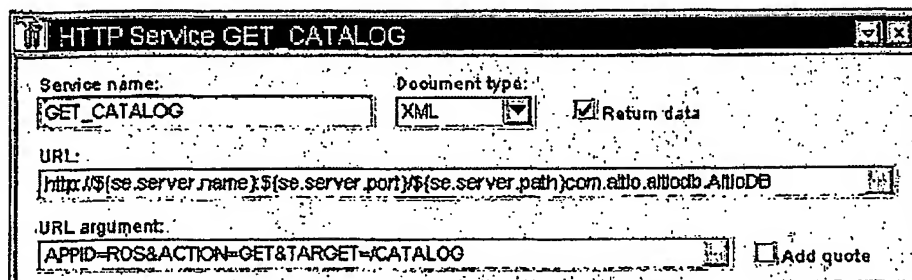 HTTP Service GET_CATALOG
Service name: Document type:
GET_CATALOG XML Return data
URL:
http://${se.server.name}:${se.server.port}/${se.server.path}com.altio.altiodb.AltioDB
URL argument:
APPID=ROS&ACTION=GET&TARGET=/CATALOG Add quote